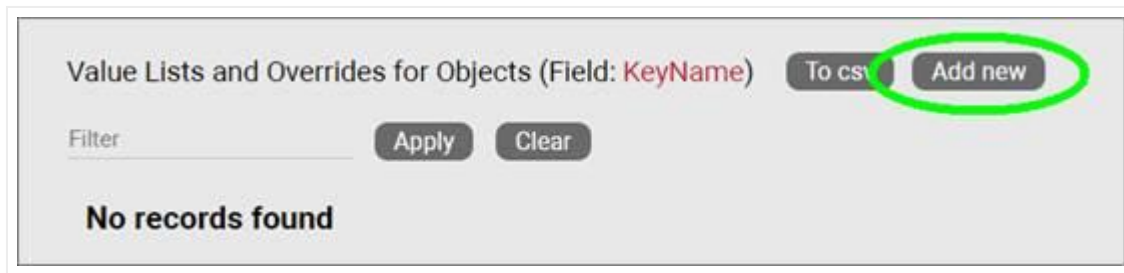 Value Lists and Overrides for Objects (Field: KeyName) To csv Add new
Filter Apply Clear
No records found